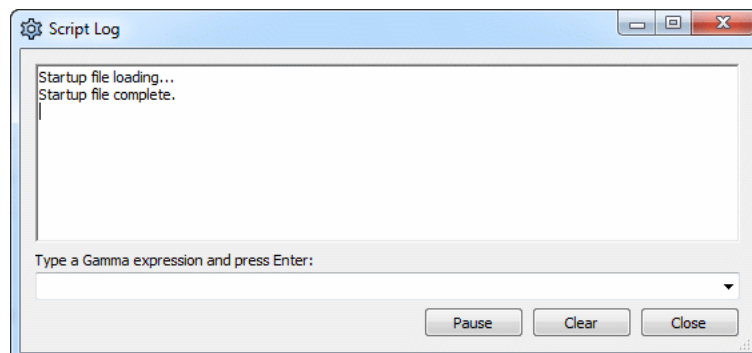 Script Log
Startup file loading...
Startup file complete.
Type a Gamma expression and press Enter:
Pause Clear Close